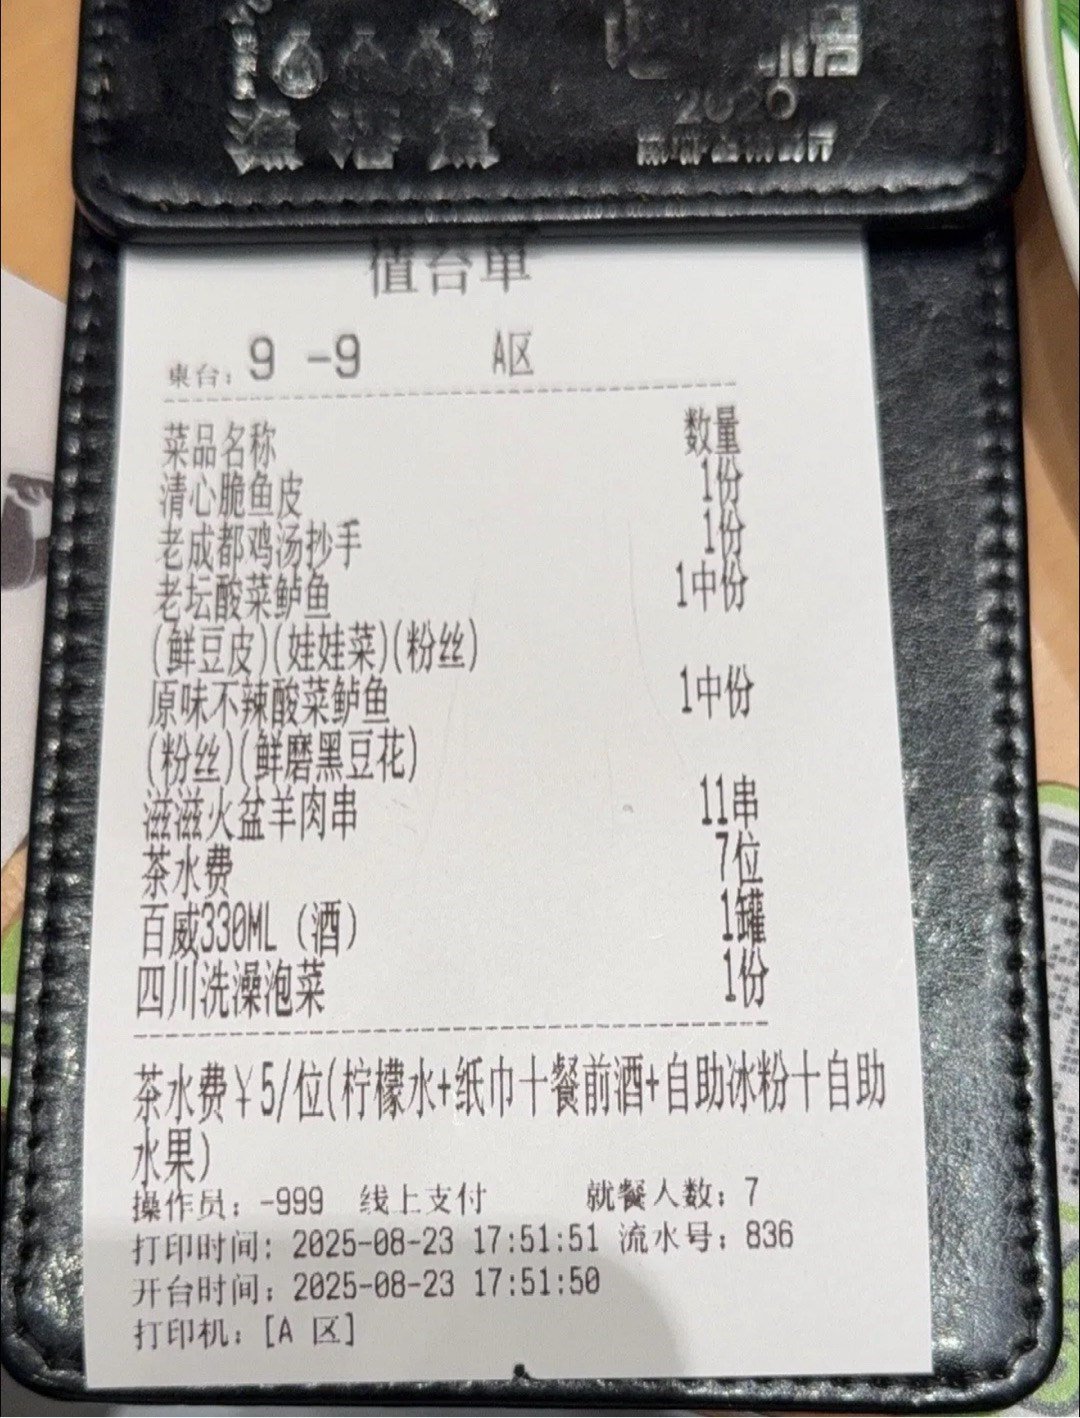 2020
值台单
桌台：9 -9 A区
菜品名称 数量
清心脆鱼皮 1份
老成都鸡汤抄手 1份
老坛酸菜鲈鱼 1中份
(鲜豆皮)(娃娃菜)(粉丝)
原味不辣酸菜鲈鱼 1中份
(粉丝)(鲜磨黑豆花)
滋滋火盆羊肉串 11串
茶水费 7位
百威330ML（酒） 1罐
四川洗澡泡菜 1份
茶水费￥5/位(柠檬水+纸巾十餐前酒+自助冰粉十自助
水果)
操作员：-999 线上支付 就餐人数：7
打印时间：2025-08-23 17:51:51 流水号：836
开台时间：2025-08-23 17:51:50
打印机：[A 区]